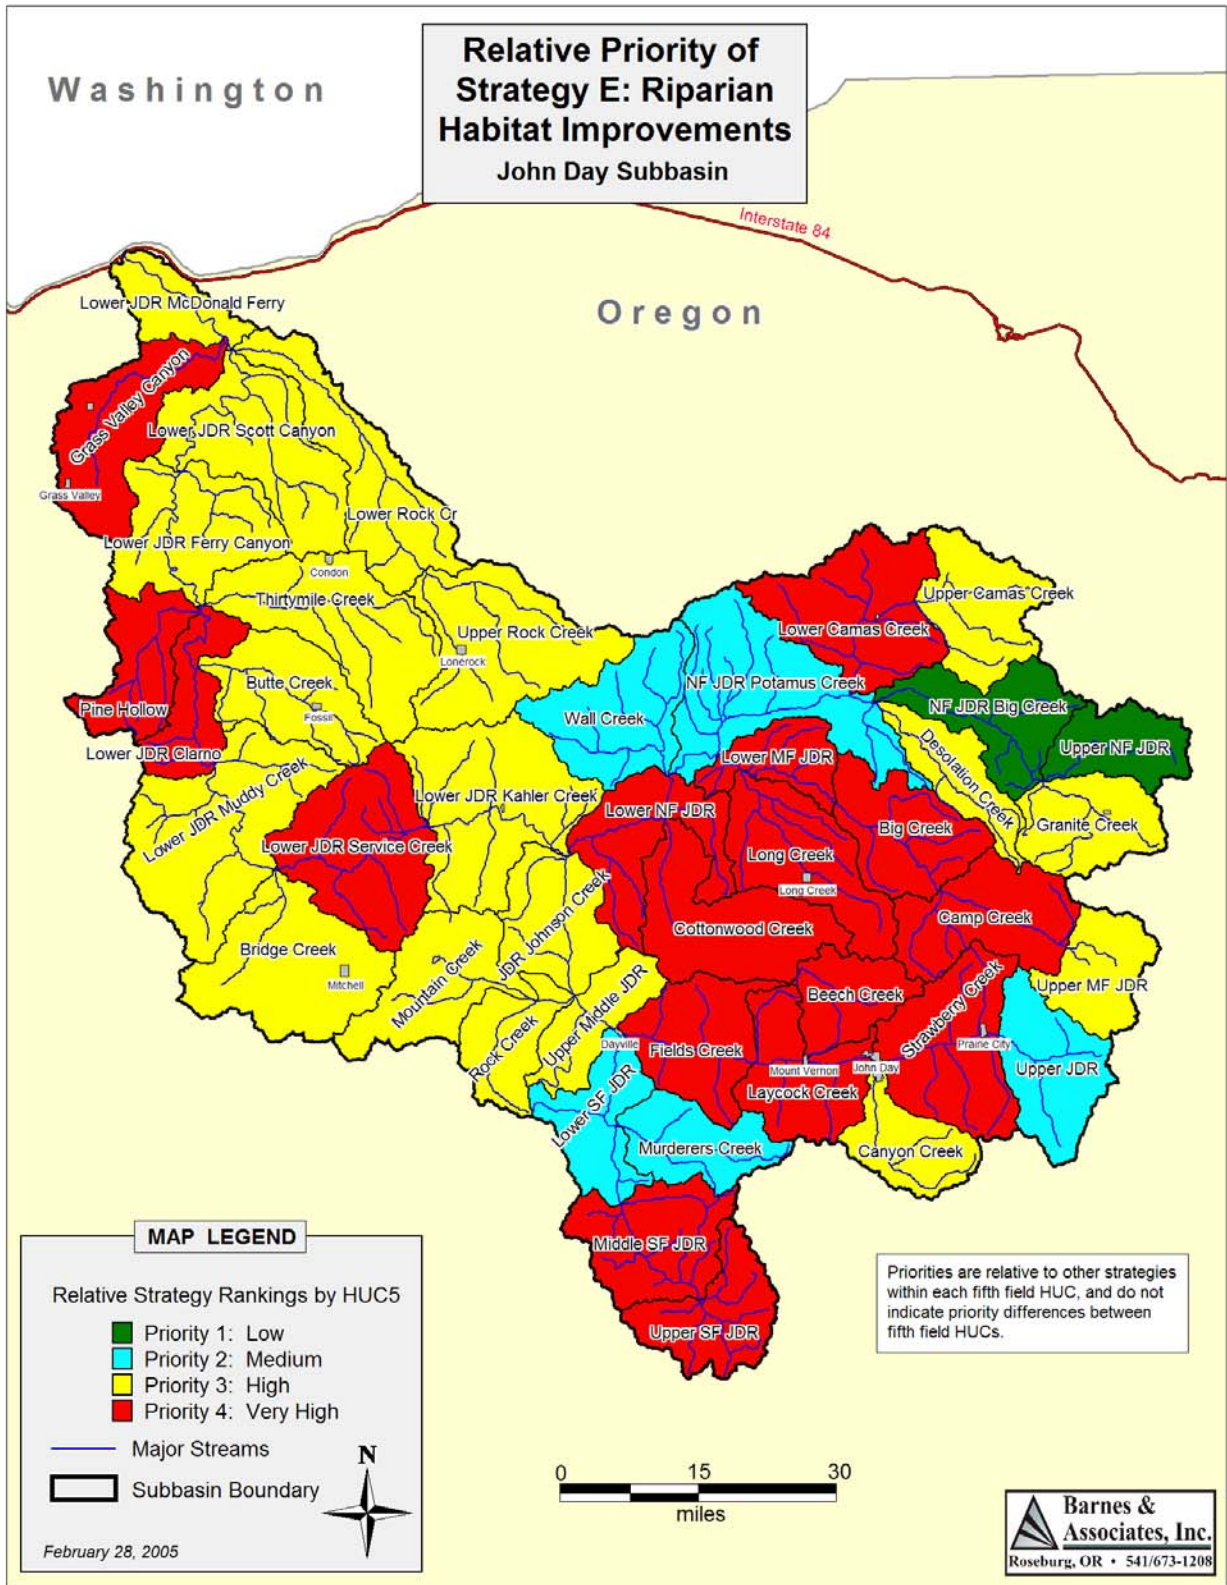 Relative Priority of
Strategy E: Riparian
Habitat Improvements
John Day Subbasin
Washington
Interstate 84
Oregon
Lower JDR McDonald Ferry
Grass Valley Canyon
Lower JDR Scott Canyon
Grass Valley
Lower Rock Cr
Lower JDR Ferry Canyon
Condon
Thirtymile Creek
Upper Camas Creek
Upper Rock Creek
Lower Camas Creek
Lonerock
Butte Creek
NF JDR Potamus Creek
Pine Hollow
Fossil
Wall Creek
NF JDR Big Creek
Lower JDR Clarno
Lower MF JDR
Desolation Creek
Upper NF JDR
Lower JDR Muddy Creek
Lower JDR Kahler Creek
Lower NF JDR
Big Creek
Granite Creek
Lower JDR Service Creek
Long Creek
Long Creek
Cottonwood Creek
Camp Creek
Bridge Creek
Mitchell
Mountain Creek
JDR Johnson Creek
Beech Creek
Strawberry Creek
Upper MF JDR
Rock Creek
Upper Middle JDR
Dayville
Fields Creek
Prairie City
Mount Vernon
John Day
Upper JDR
Laycock Creek
Lower SF JDR
Murderers Creek
Canyon Creek
Middle SF JDR
Upper SF JDR
MAP LEGEND
Relative Strategy Rankings by HUC5
Priority 1: Low
Priority 2: Medium
Priority 3: High
Priority 4: Very High
Major Streams
Subbasin Boundary
N
February 28, 2005
Priorities are relative to other strategies
within each fifth field HUC, and do not
indicate priority differences between
fifth field HUCs.
0 15 30
miles
Barnes &
Associates, Inc.
Roseburg, OR • 541/673-1208